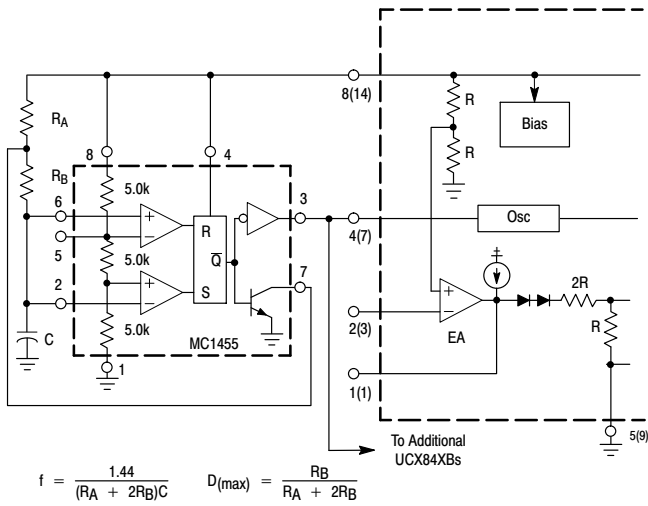 R_A
R_B
8
4
6
5.0k
5
5.0k
2
5.0k
C
1
+
−
+
−
R
S
Q̅
3
7
MC1455
8(14)
R
R
Bias
4(7)
Osc
+
−
EA
2R
R
2(3)
1(1)
5(9)
To Additional
UCX84XBs
f = 1.44 / (R_A + 2R_B)C
D_(max) = R_B / R_A + 2R_B